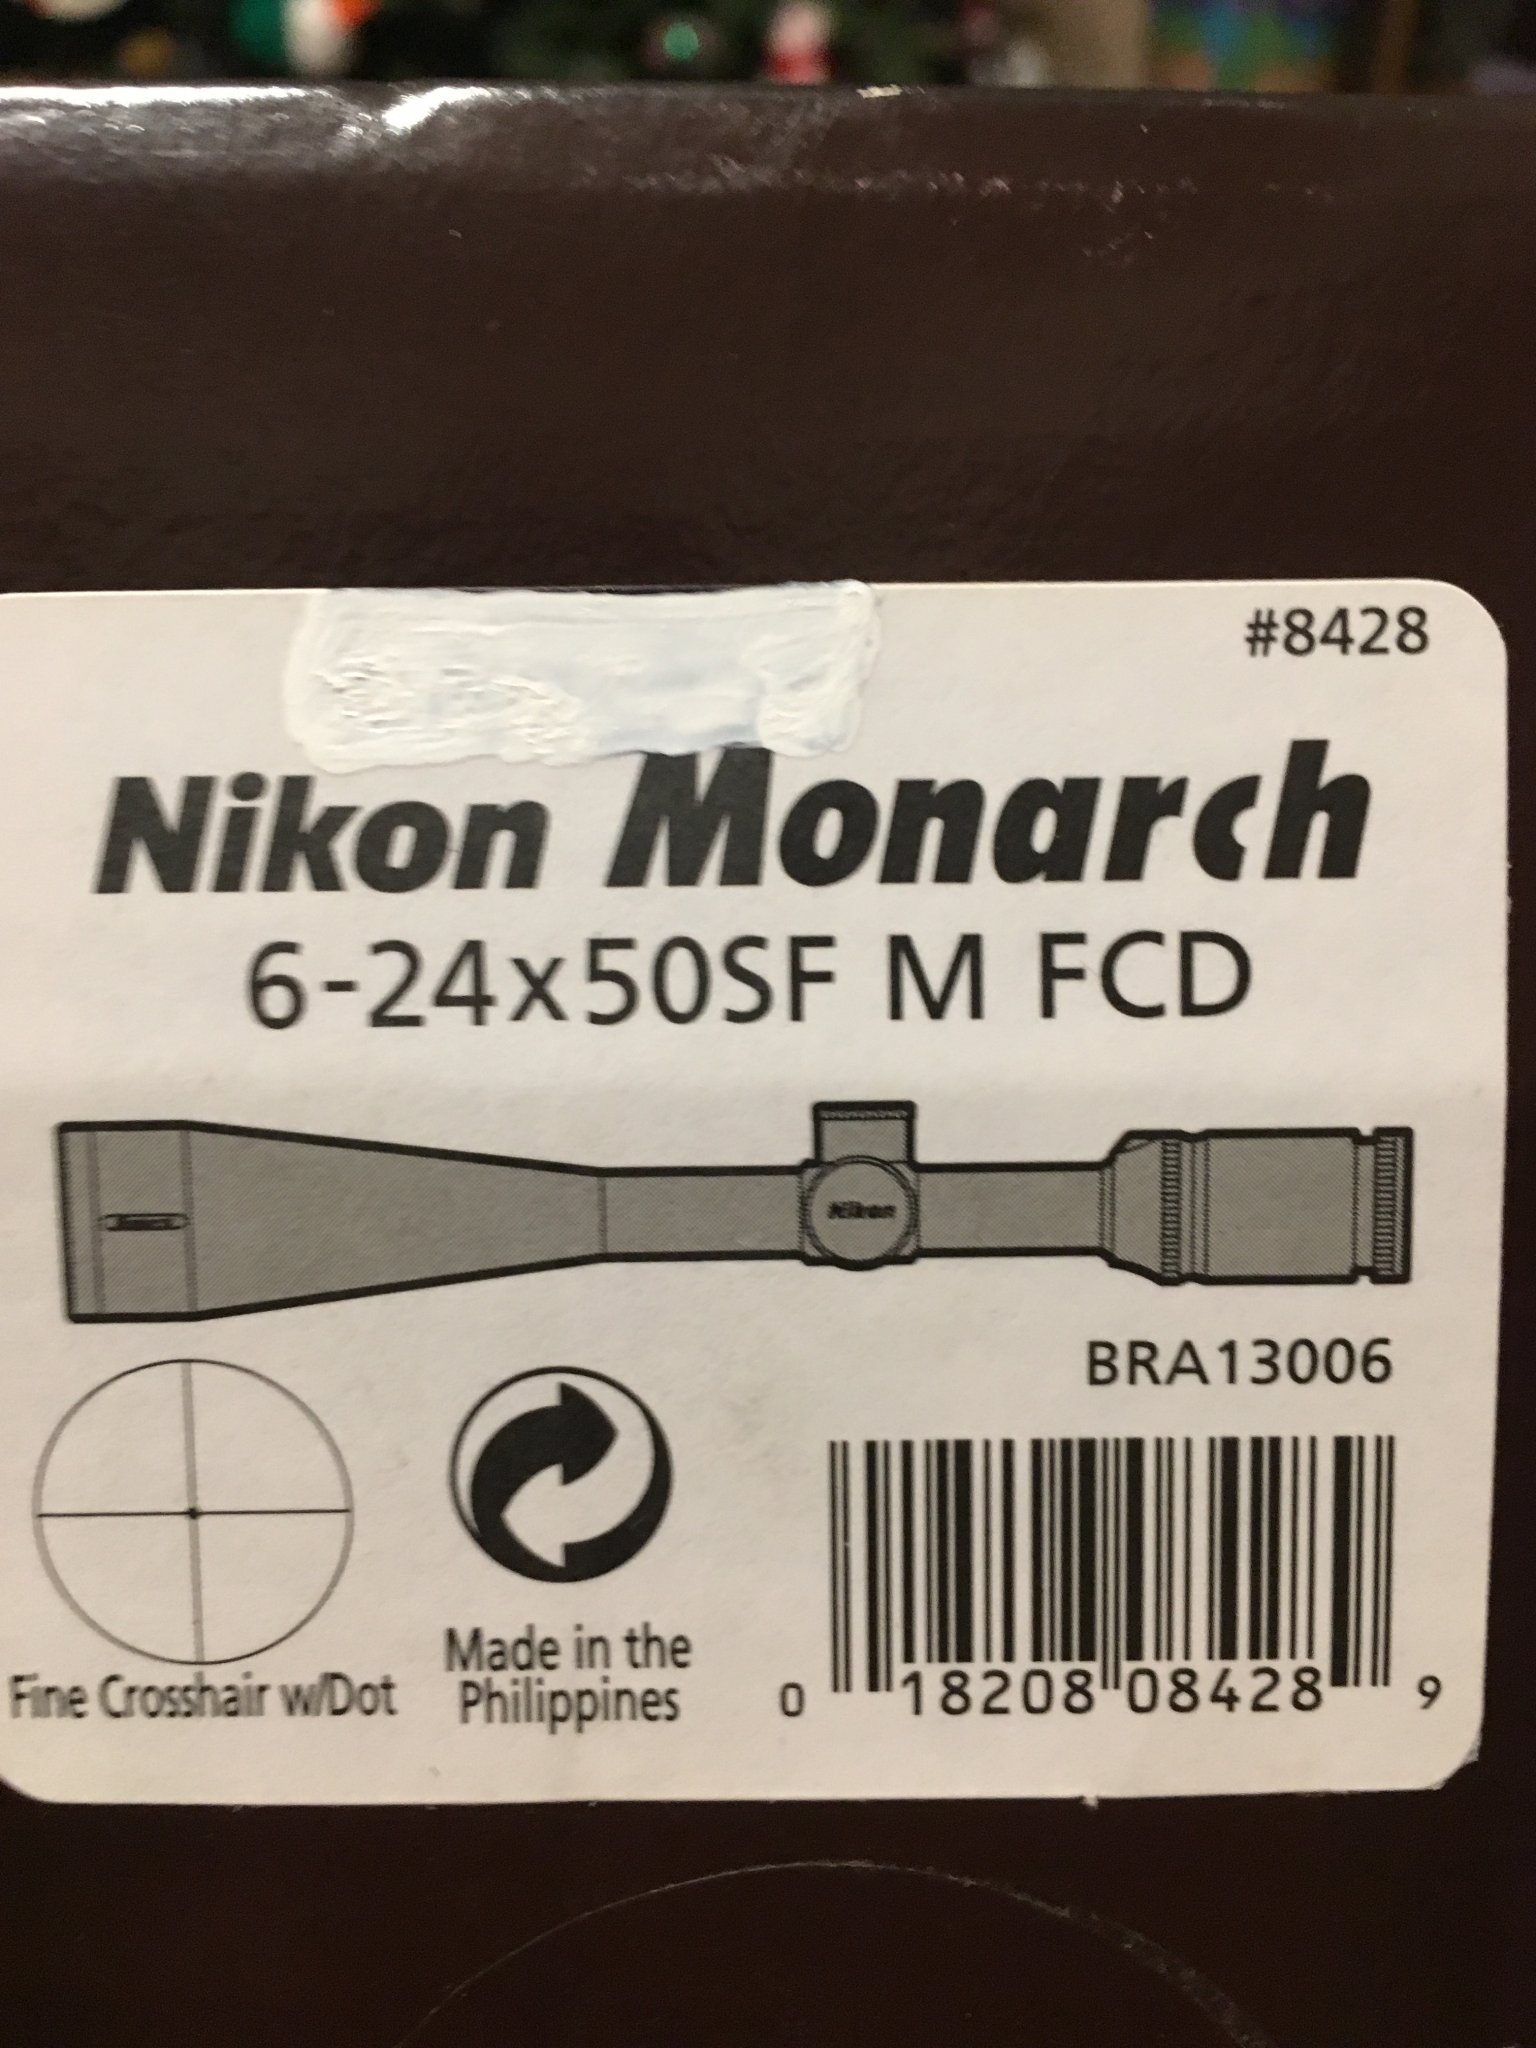 #8428
Nikon Monarch
6-24x50SF M FCD
Nikon
BRA13006
Fine Crosshair w/Dot
Made in the
Philippines
0 18208 08428 9